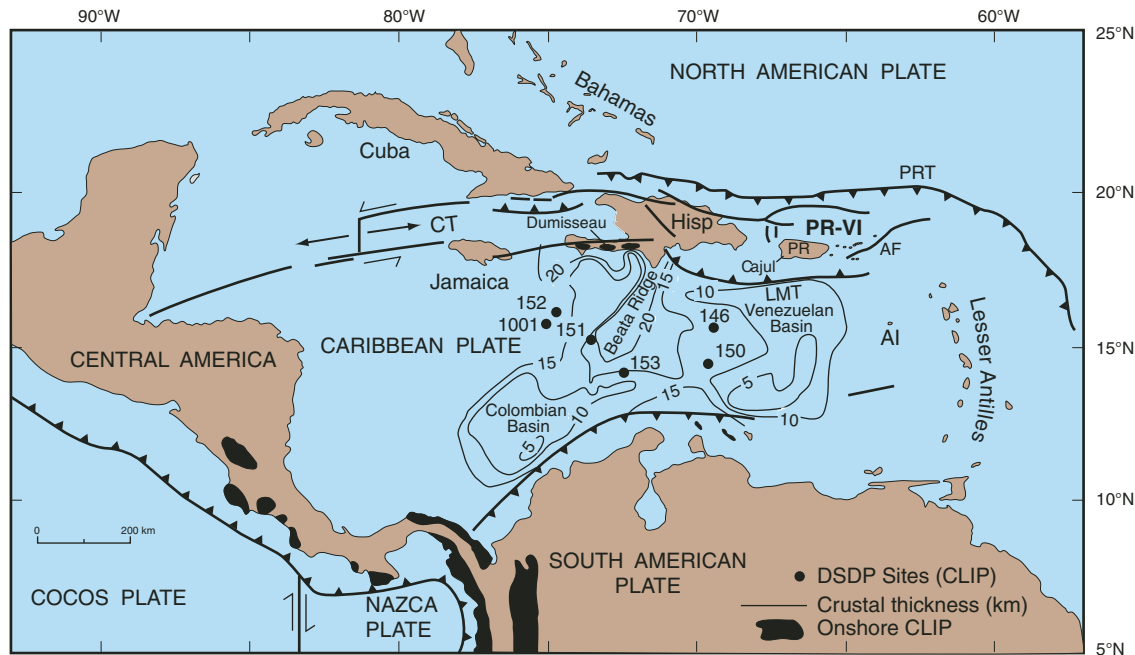 90°W
80°W
70°W
60°W
25°N
NORTH AMERICAN PLATE
Bahamas
Cuba
PRT
20°N
CT
Dumisseau
Hisp
PR-VI
PR
AF
Cajul
Jamaica
20
15
10
LMT
Venezuelan
Basin
Beata Ridge
20
152
1001
151
146
150
153
CARIBBEAN PLATE
CENTRAL AMERICA
AI
15°N
Lesser Antilles
15
15
5
10
10
Colombian
Basin
5
10°N
0
200 km
SOUTH AMERICAN
PLATE
COCOS PLATE
NAZCA
PLATE
DSDP Sites (CLIP)
Crustal thickness (km)
Onshore CLIP
5°N